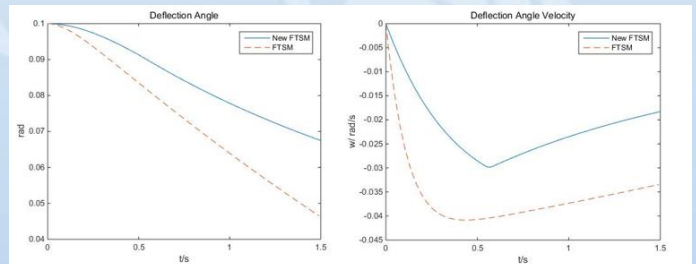 Deflection Angle
0.1
0.09
0.08
0.07
0.06
0.05
0.04
rad
0
0.5
1
1.5
t/s
New FTSM
FTSM
Deflection Angle Velocity
0
-0.005
-0.01
-0.015
-0.02
-0.025
-0.03
-0.035
-0.04
-0.045
w/ rad/s
0
0.5
1
1.5
t/s
New FTSM
FTSM